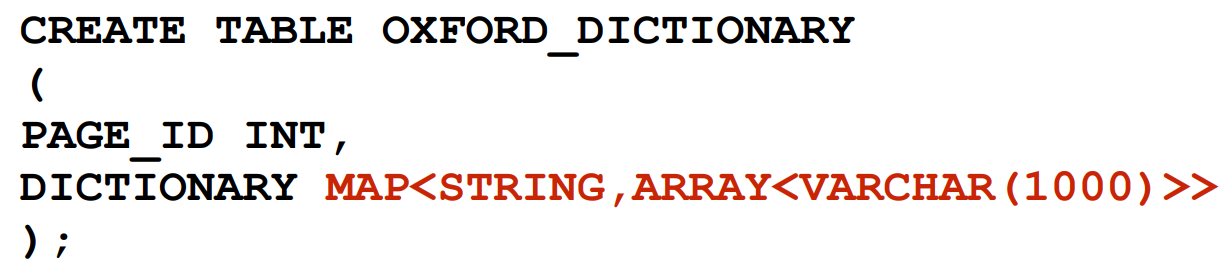 CREATE TABLE OXFORD_DICTIONARY
(
PAGE_ID INT,
DICTIONARY MAP<STRING,ARRAY<VARCHAR(1000)>>
);